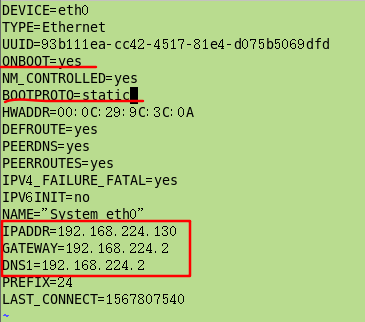 DEVICE=eth0
TYPE=Ethernet
UUID=93b111ea-cc42-4517-81e4-d075b5069dfd
ONBOOT=yes
NM_CONTROLLED=yes
BOOTPROTO=static
HWADDR=00:0C:29:9C:3C:0A
DEFROUTE=yes
PEERDNS=yes
PEERROUTES=yes
IPV4_FAILURE_FATAL=yes
IPV6INIT=no
NAME="System eth0"
IPADDR=192.168.224.130
GATEWAY=192.168.224.2
DNS1=192.168.224.2
PREFIX=24
LAST_CONNECT=1567807540
~